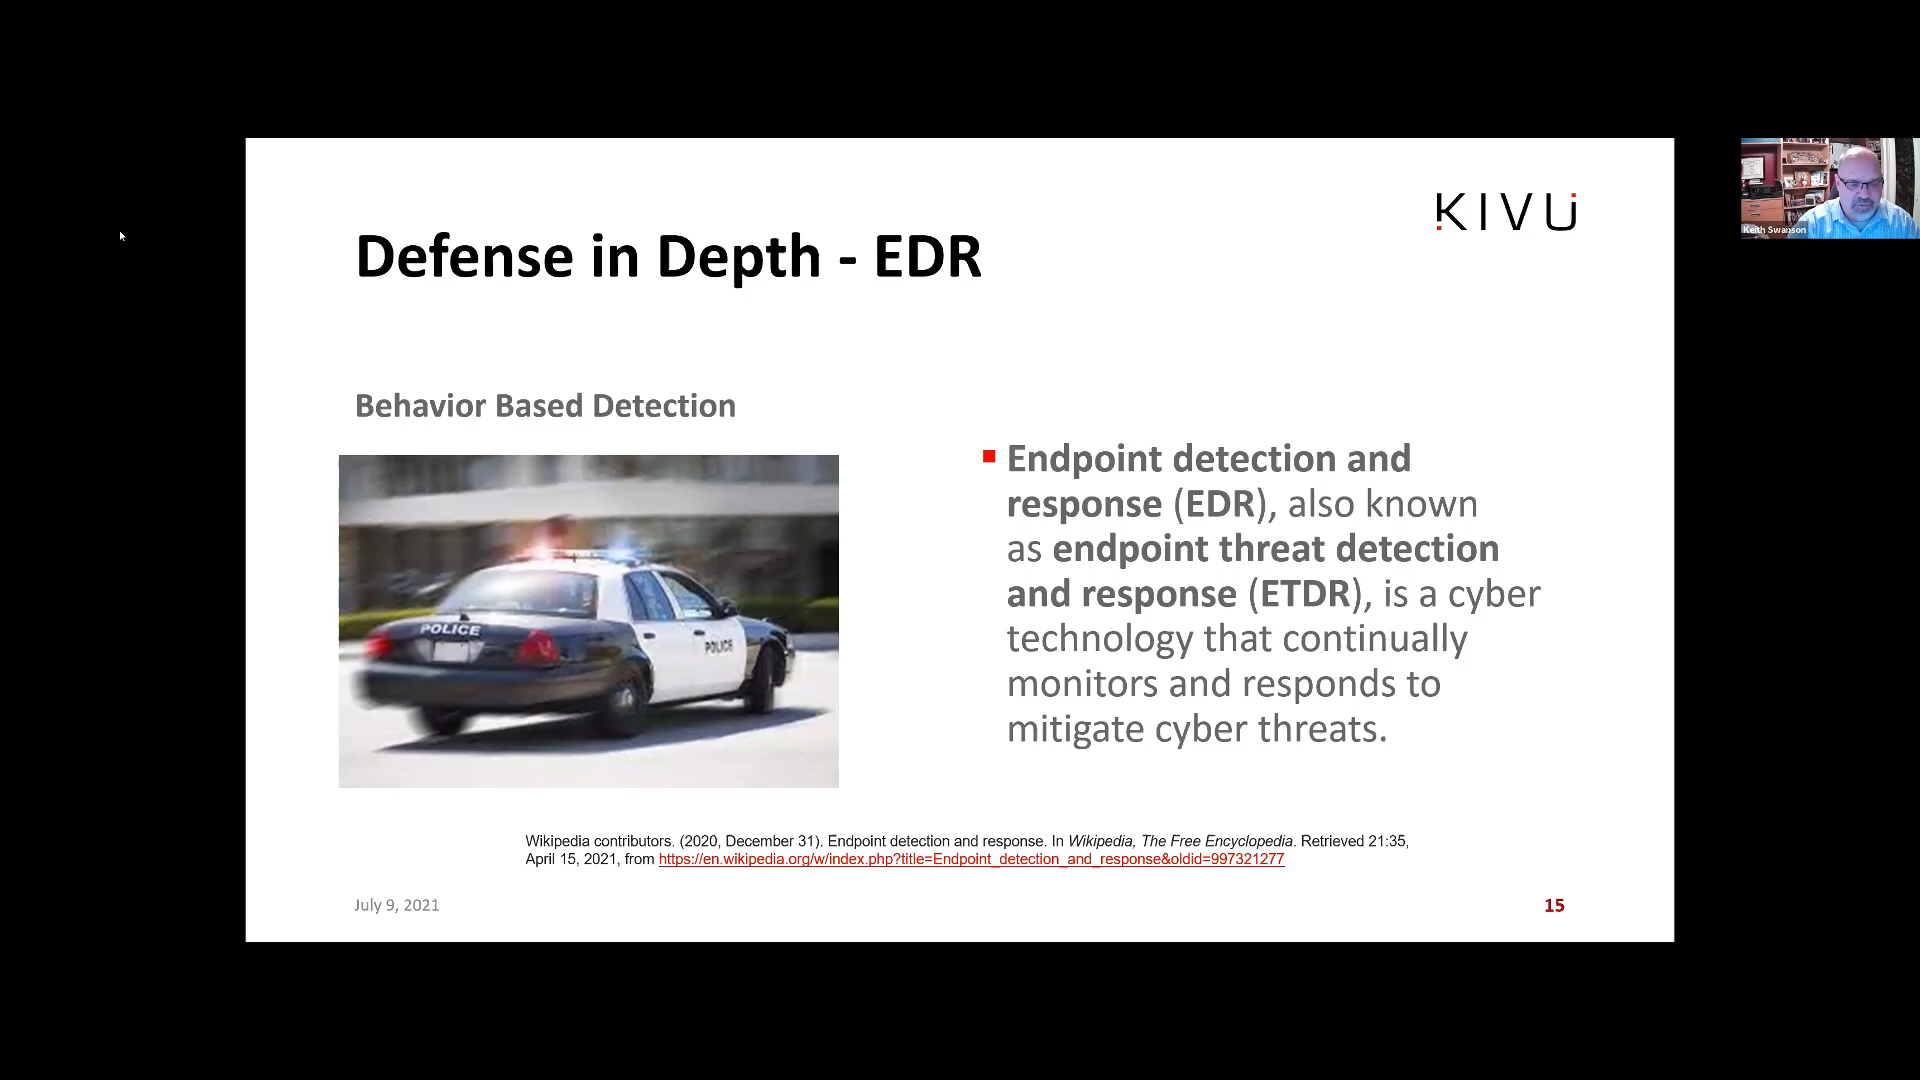 KIVU
Defense in Depth - EDR
Behavior Based Detection
POLICE
POLICE
▪ Endpoint detection and
response (EDR), also known
as endpoint threat detection
and response (ETDR), is a cyber
technology that continually
monitors and responds to
mitigate cyber threats.
Wikipedia contributors. (2020, December 31). Endpoint detection and response. In Wikipedia, The Free Encyclopedia. Retrieved 21:35,
April 15, 2021, from https://en.wikipedia.org/w/index.php?title=Endpoint_detection_and_response&oldid=997321277
July 9, 2021
15
Keith Swanson